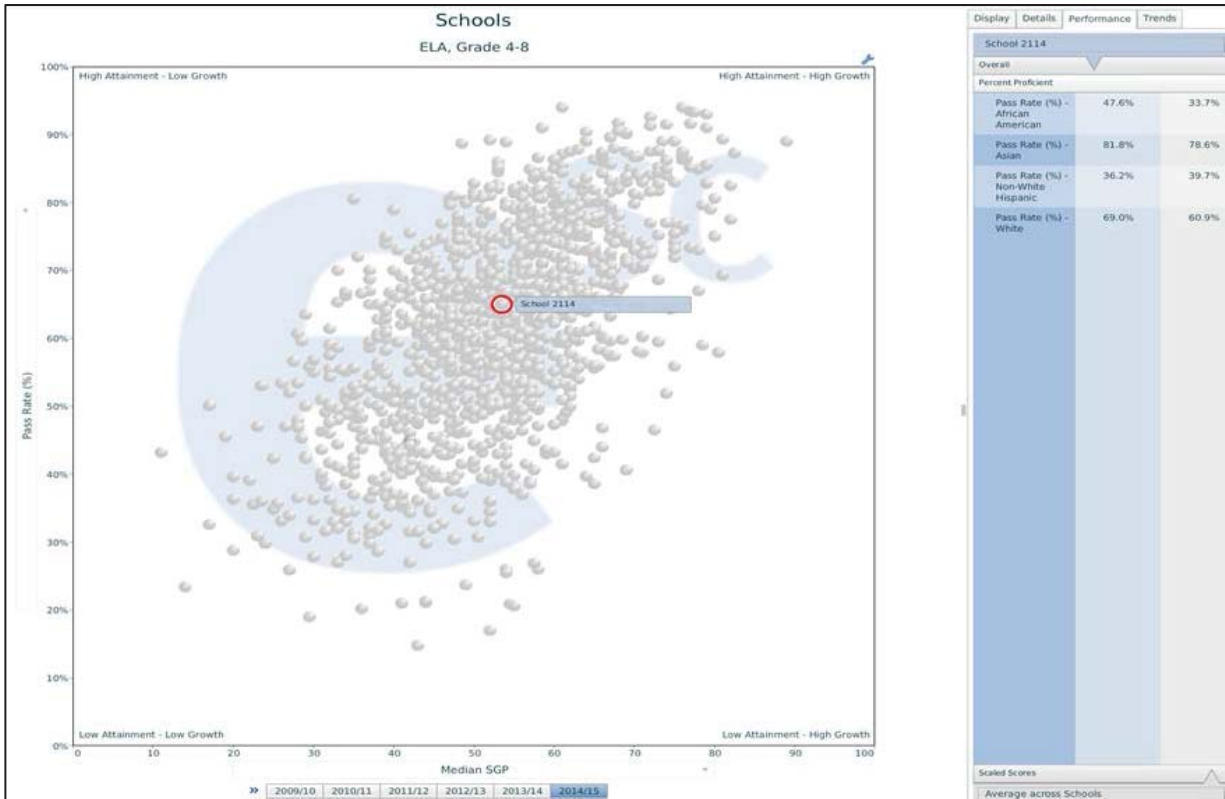 Schools
ELA, Grade 4-8
Display Details Performance Trends
School 2114
Overall
Percent Proficient
Pass Rate (%) - 47.6% 33.7%
African
American
Pass Rate (%) - 81.8% 78.6%
Asian
Pass Rate (%) - 36.2% 39.7%
Non-White
Hispanic
Pass Rate (%) - 69.0% 60.9%
White
Scaled Scores
Average across Schools
High Attainment - Low Growth High Attainment - High Growth
100%
90%
80%
70%
60%
50%
40%
30%
20%
10%
0%
Pass Rate (%)
School 2114
Low Attainment - Low Growth Low Attainment - High Growth
0 10 20 30 40 50 60 70 80 90 100
Median SGP
» 2009/10 2010/11 2011/12 2012/13 2013/14 2014/15